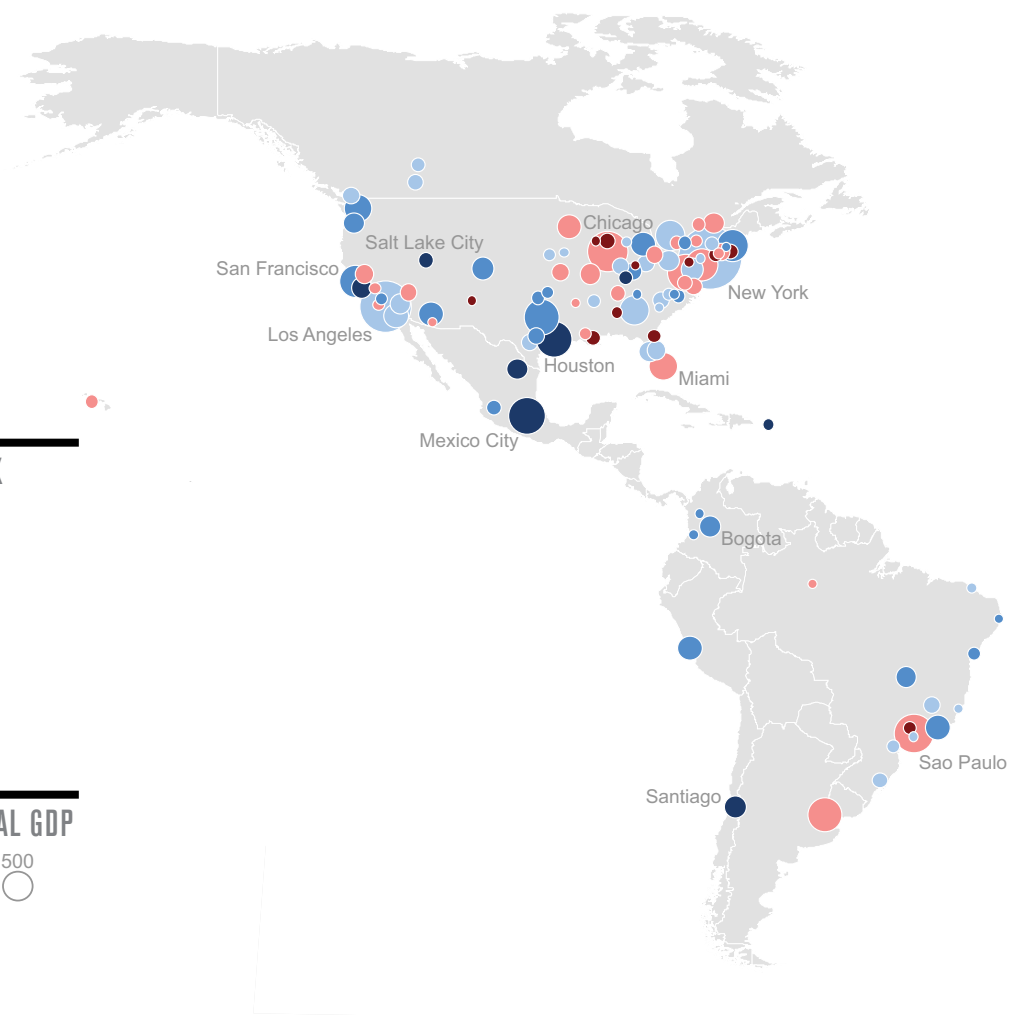 Chicago
Salt Lake City
San Francisco
New York
Los Angeles
Houston
Miami
Mexico City
Bogota
Sao Paulo
Santiago
AL GDP
500